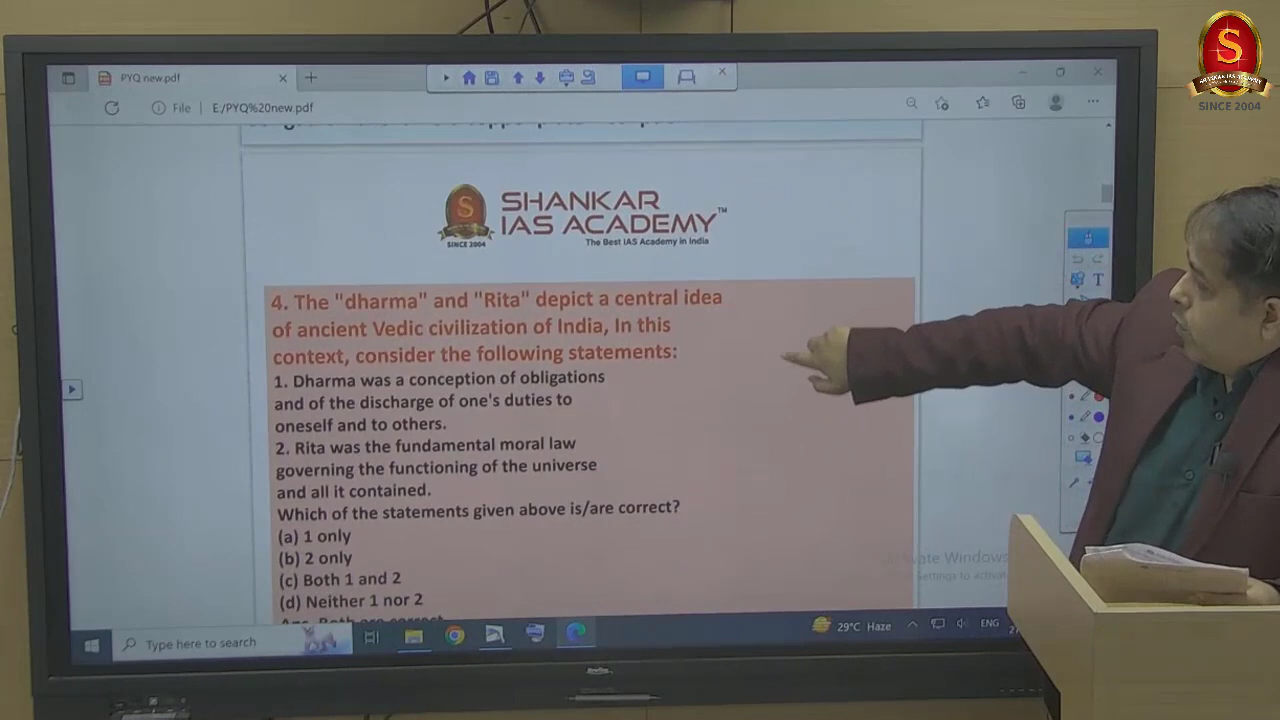 PYQ new.pdf
File
E:/PYQ%20new.pdf
S
SINCE 2004
S
SINCE 2004
SHANKAR
IAS ACADEMY™
The Best IAS Academy in India
4. The "dharma" and "Rita" depict a central idea
of ancient Vedic civilization of India, In this
context, consider the following statements:
1. Dharma was a conception of obligations
and of the discharge of one's duties to
oneself and to others.
2. Rita was the fundamental moral law
governing the functioning of the universe
and all it contained.
Which of the statements given above is/are correct?
(a) 1 only
(b) 2 only
(c) Both 1 and 2
(d) Neither 1 nor 2
T
Windows
Type here to search
29°C Haze
ENG